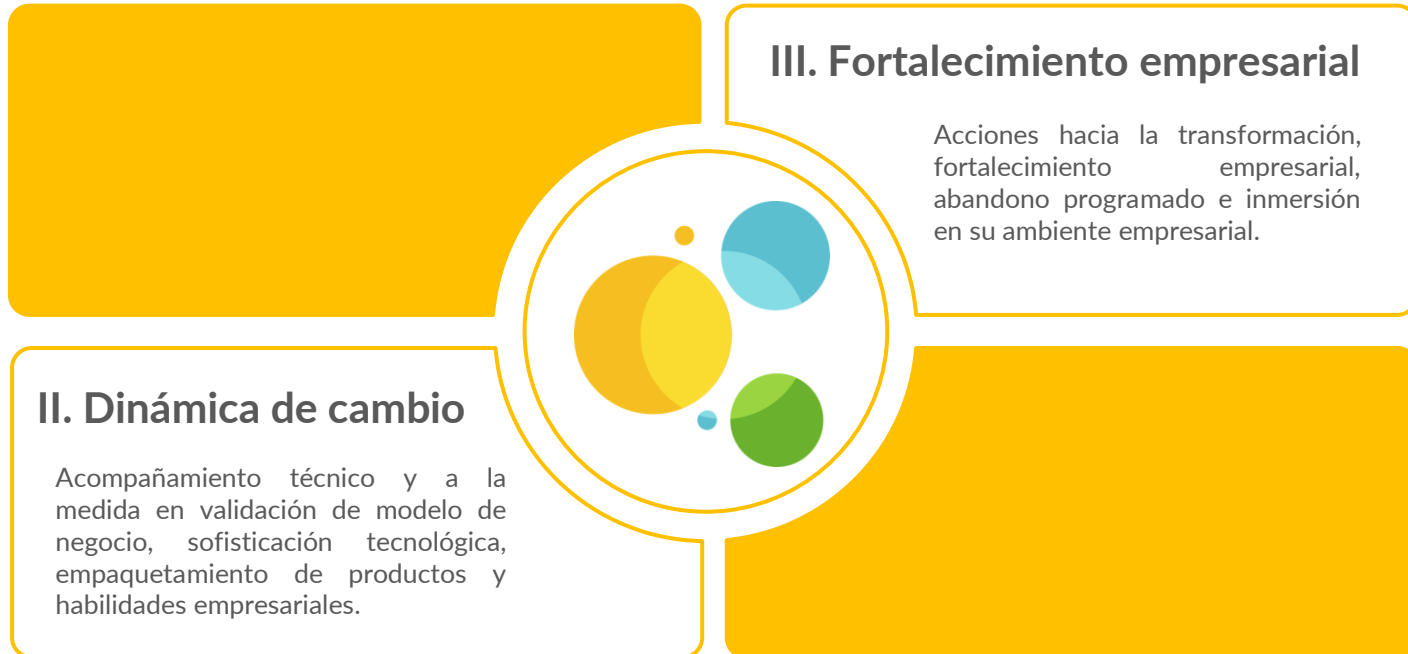 III. Fortalecimiento empresarial
Acciones hacia la transformación,
fortalecimiento empresarial,
abandono programado e inmersión
en su ambiente empresarial.
II. Dinámica de cambio
Acompañamiento técnico y a la
medida en validación de modelo de
negocio, sofisticación tecnológica,
empaquetamiento de productos y
habilidades empresariales.